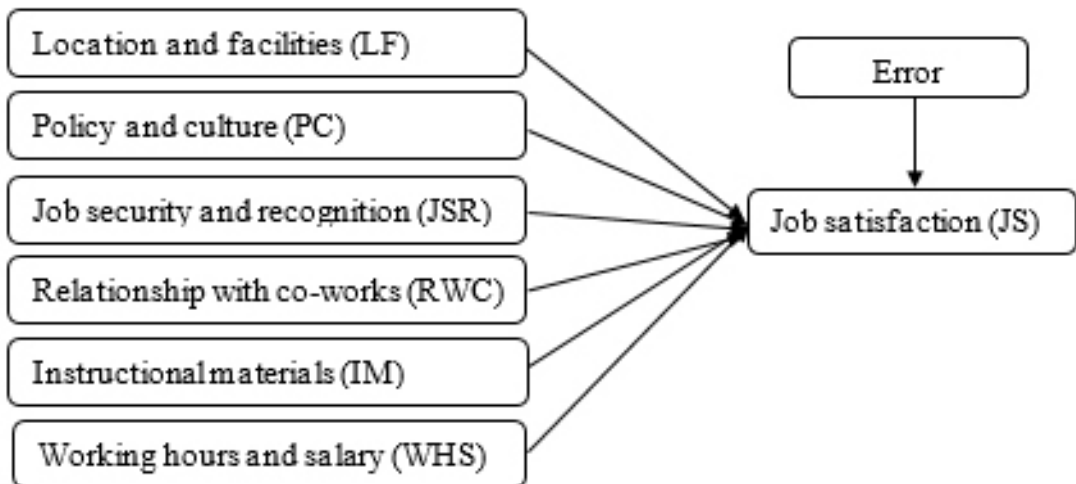 Location and facilities (LF)
Policy and culture (PC)
Job security and recognition (JSR)
Relationship with co-works (RWC)
Instructional materials (IM)
Working hours and salary (WHS)
Error
Job satisfaction (JS)